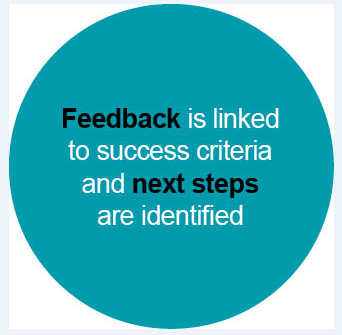 Feedback is linked
to success criteria
and next steps
are identified